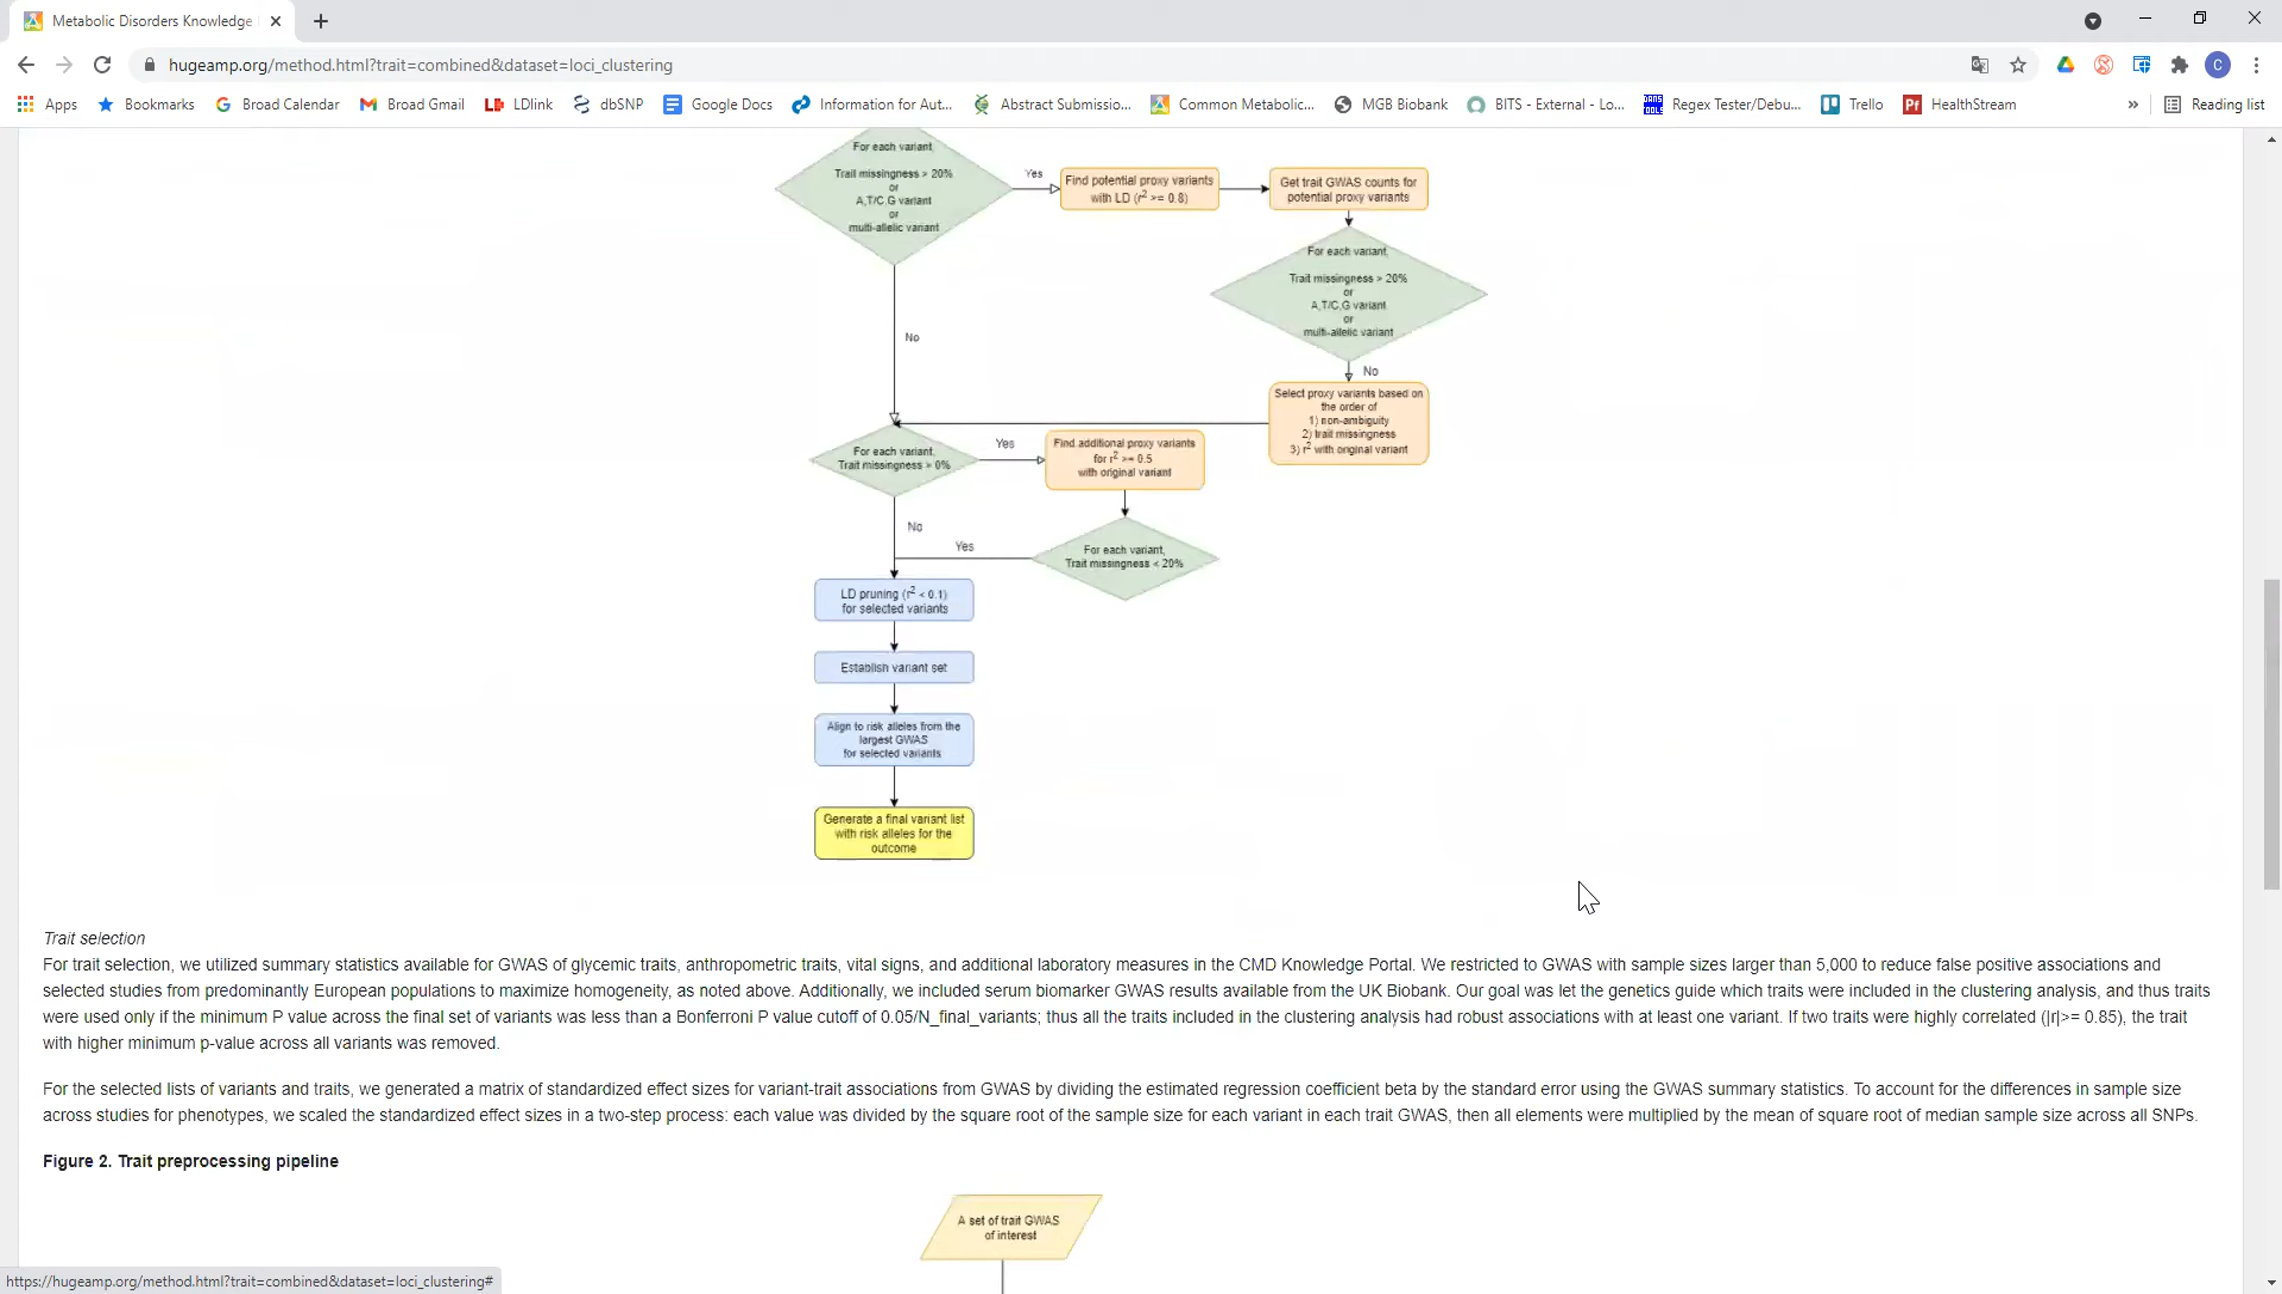 Metabolic Disorders Knowledge
hugeamp.org/method.html?trait=combined&dataset=loci_clustering
C
Apps
Bookmarks
Broad Calendar
Broad Gmail
LDlink
dbSNP
Google Docs
Information for Aut...
Abstract Submissio...
Common Metabolic...
MGB Biobank
BITS - External - Lo...
Regex Tester/Debu...
Trello
HealthStream
»
Reading list
For each variant
Trait missingness > 20%
or
A,T/C,G variant
or
multi-allelic variant
Yes
Find potential proxy variants
with LD (r² >= 0.8)
Get trait GWAS counts for
potential proxy variants
For each variant,
Trait missingness > 20%
or
A,T/C,G variant
or
multi-allelic variant
No
No
Select proxy variants based on
the order of
1) non-ambiguity
2) trait missingness
3) r² with original variant
For each variant,
Trait missingness > 0%
Yes
Find additional proxy variants
for r² >= 0.5
with original variant
No
Yes
For each variant,
Trait missingness < 20%
LD pruning (r² < 0.1)
for selected variants
Establish variant set
Align to risk alleles from the
largest GWAS
for selected variants
Generate a final variant list
with risk alleles for the
outcome
Trait selection
For trait selection, we utilized summary statistics available for GWAS of glycemic traits, anthropometric traits, vital signs, and additional laboratory measures in the CMD Knowledge Portal. We restricted to GWAS with sample sizes larger than 5,000 to reduce false positive associations and
selected studies from predominantly European populations to maximize homogeneity, as noted above. Additionally, we included serum biomarker GWAS results available from the UK Biobank. Our goal was let the genetics guide which traits were included in the clustering analysis, and thus traits
were used only if the minimum P value across the final set of variants was less than a Bonferroni P value cutoff of 0.05/N_final_variants; thus all the traits included in the clustering analysis had robust associations with at least one variant. If two traits were highly correlated (|r|>= 0.85), the trait
with higher minimum p-value across all variants was removed.
For the selected lists of variants and traits, we generated a matrix of standardized effect sizes for variant-trait associations from GWAS by dividing the estimated regression coefficient beta by the standard error using the GWAS summary statistics. To account for the differences in sample size
across studies for phenotypes, we scaled the standardized effect sizes in a two-step process: each value was divided by the square root of the sample size for each variant in each trait GWAS, then all elements were multiplied by the mean of square root of median sample size across all SNPs.
Figure 2. Trait preprocessing pipeline
A set of trait GWAS
of interest
https://hugeamp.org/method.html?trait=combined&dataset=loci_clustering#